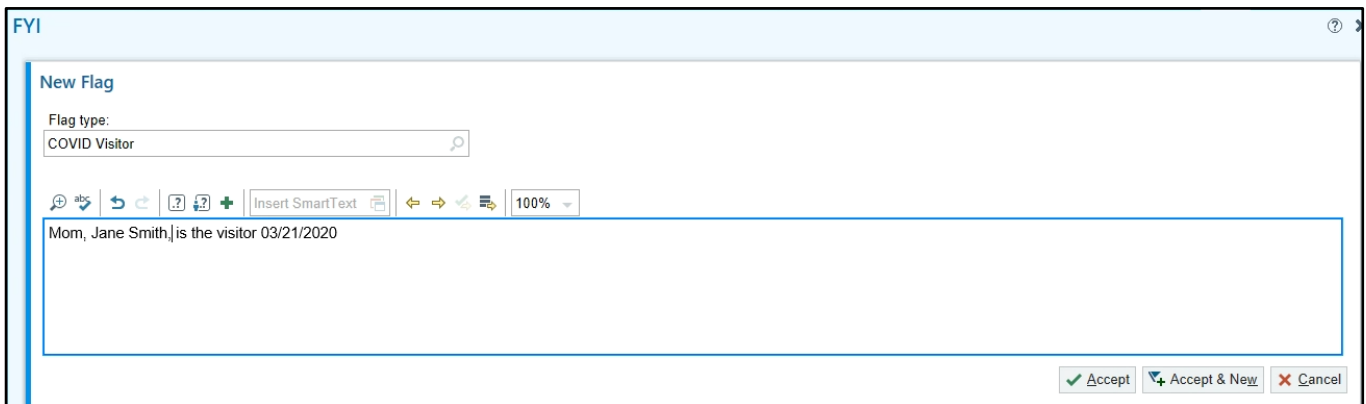 FYI
New Flag
Flag type:
COVID Visitor
abc Insert SmartText 100%
Mom, Jane Smith, is the visitor 03/21/2020
Accept Accept & New Cancel